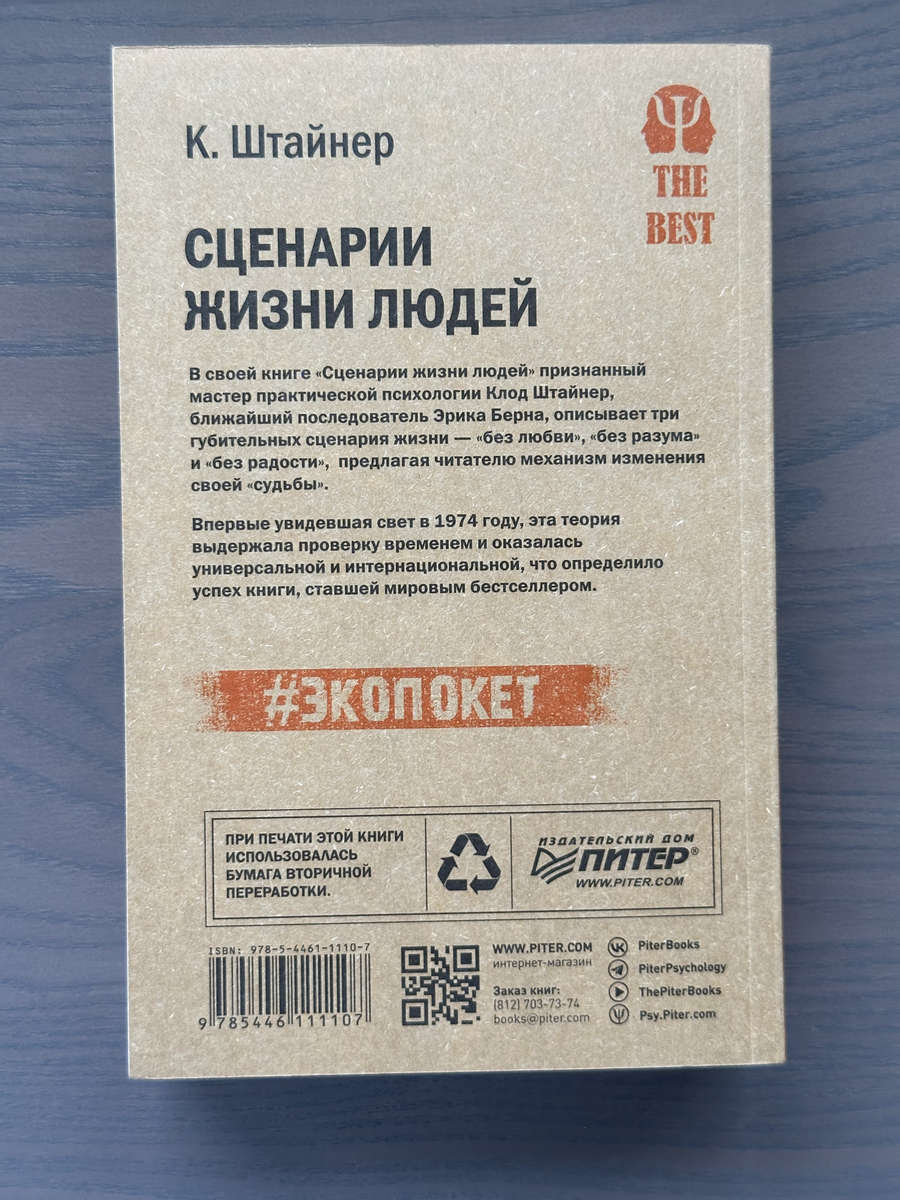 К. Штайнер
THE
BEST
СЦЕНАРИИ
ЖИЗНИ ЛЮДЕЙ
В своей книге «Сценарии жизни людей» признанный
мастер практической психологии Клод Штайнер,
ближайший последователь Эрика Берна, описывает три
губительных сценария жизни — «без любви», «без разума»
и «без радости», предлагая читателю механизм изменения
своей «судьбы».
Впервые увидевшая свет в 1974 году, эта теория
выдержала проверку временем и оказалась
универсальной и интернациональной, что определило
успех книги, ставшей мировым бестселлером.
#ЭКОПОКЕТ
ПРИ ПЕЧАТИ ЭТОЙ КНИГИ
ИСПОЛЬЗОВАЛАСЬ
БУМАГА ВТОРИЧНОЙ
ПЕРЕРАБОТКИ.
ИЗДАТЕЛЬСКИЙ ДОМ
ПИТЕР®
WWW.PITER.COM
ISBN: 978-5-4461-1110-7
9 785446 111107
WWW.PITER.COM
интернет-магазин
Заказ книг:
(812) 703-73-74
books@piter.com
PiterBooks
PiterPsychology
ThePiterBooks
Psy.Piter.com